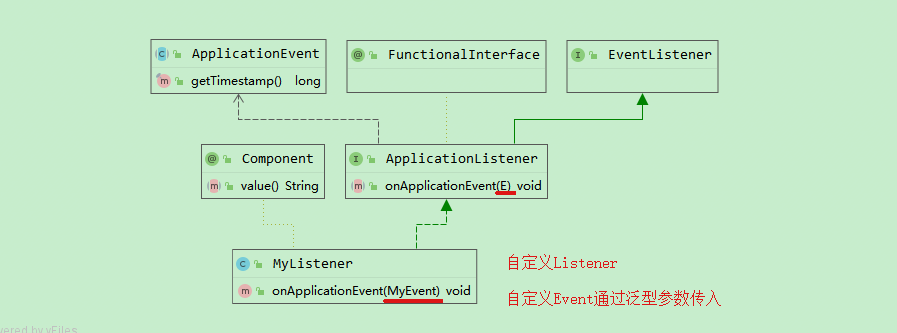 ApplicationEvent
getTimestamp() long
FunctionalInterface
EventListener
Component
value() String
ApplicationListener
onApplicationEvent(E) void
MyListener
onApplicationEvent(MyEvent) void
自定义Listener
自定义Event通过泛型参数传入
ered by yFiles